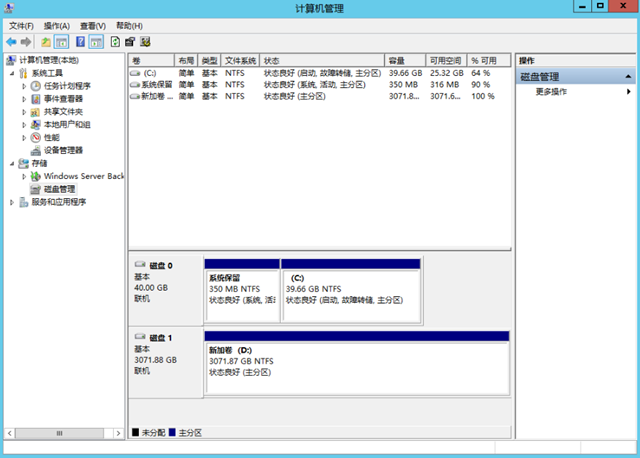 计算机管理
文件(F) 操作(A) 查看(V) 帮助(H)
计算机管理(本地)
系统工具
任务计划程序
事件查看器
共享文件夹
本地用户和组
性能
设备管理器
存储
Windows Server Back
磁盘管理
服务和应用程序
卷 布局 类型 文件系统 状态 容量 可用空间 % 可用
(C:) 简单 基本 NTFS 状态良好 (启动, 故障转储, 主分区) 39.66 GB 25.32 GB 64 %
系统保留 简单 基本 NTFS 状态良好 (系统, 活动, 主分区) 350 MB 316 MB 90 %
新加卷 ... 简单 基本 NTFS 状态良好 (主分区) 3071.8... 3071.6... 100 %
磁盘 0
基本
40.00 GB
联机
系统保留
350 MB NTFS
状态良好 (系统, 活
(C:)
39.66 GB NTFS
状态良好 (启动, 故障转储, 主分区)
磁盘 1
基本
3071.88 GB
联机
新加卷 (D:)
3071.87 GB NTFS
状态良好 (主分区)
未分配 主分区
操作
磁盘管理
更多操作